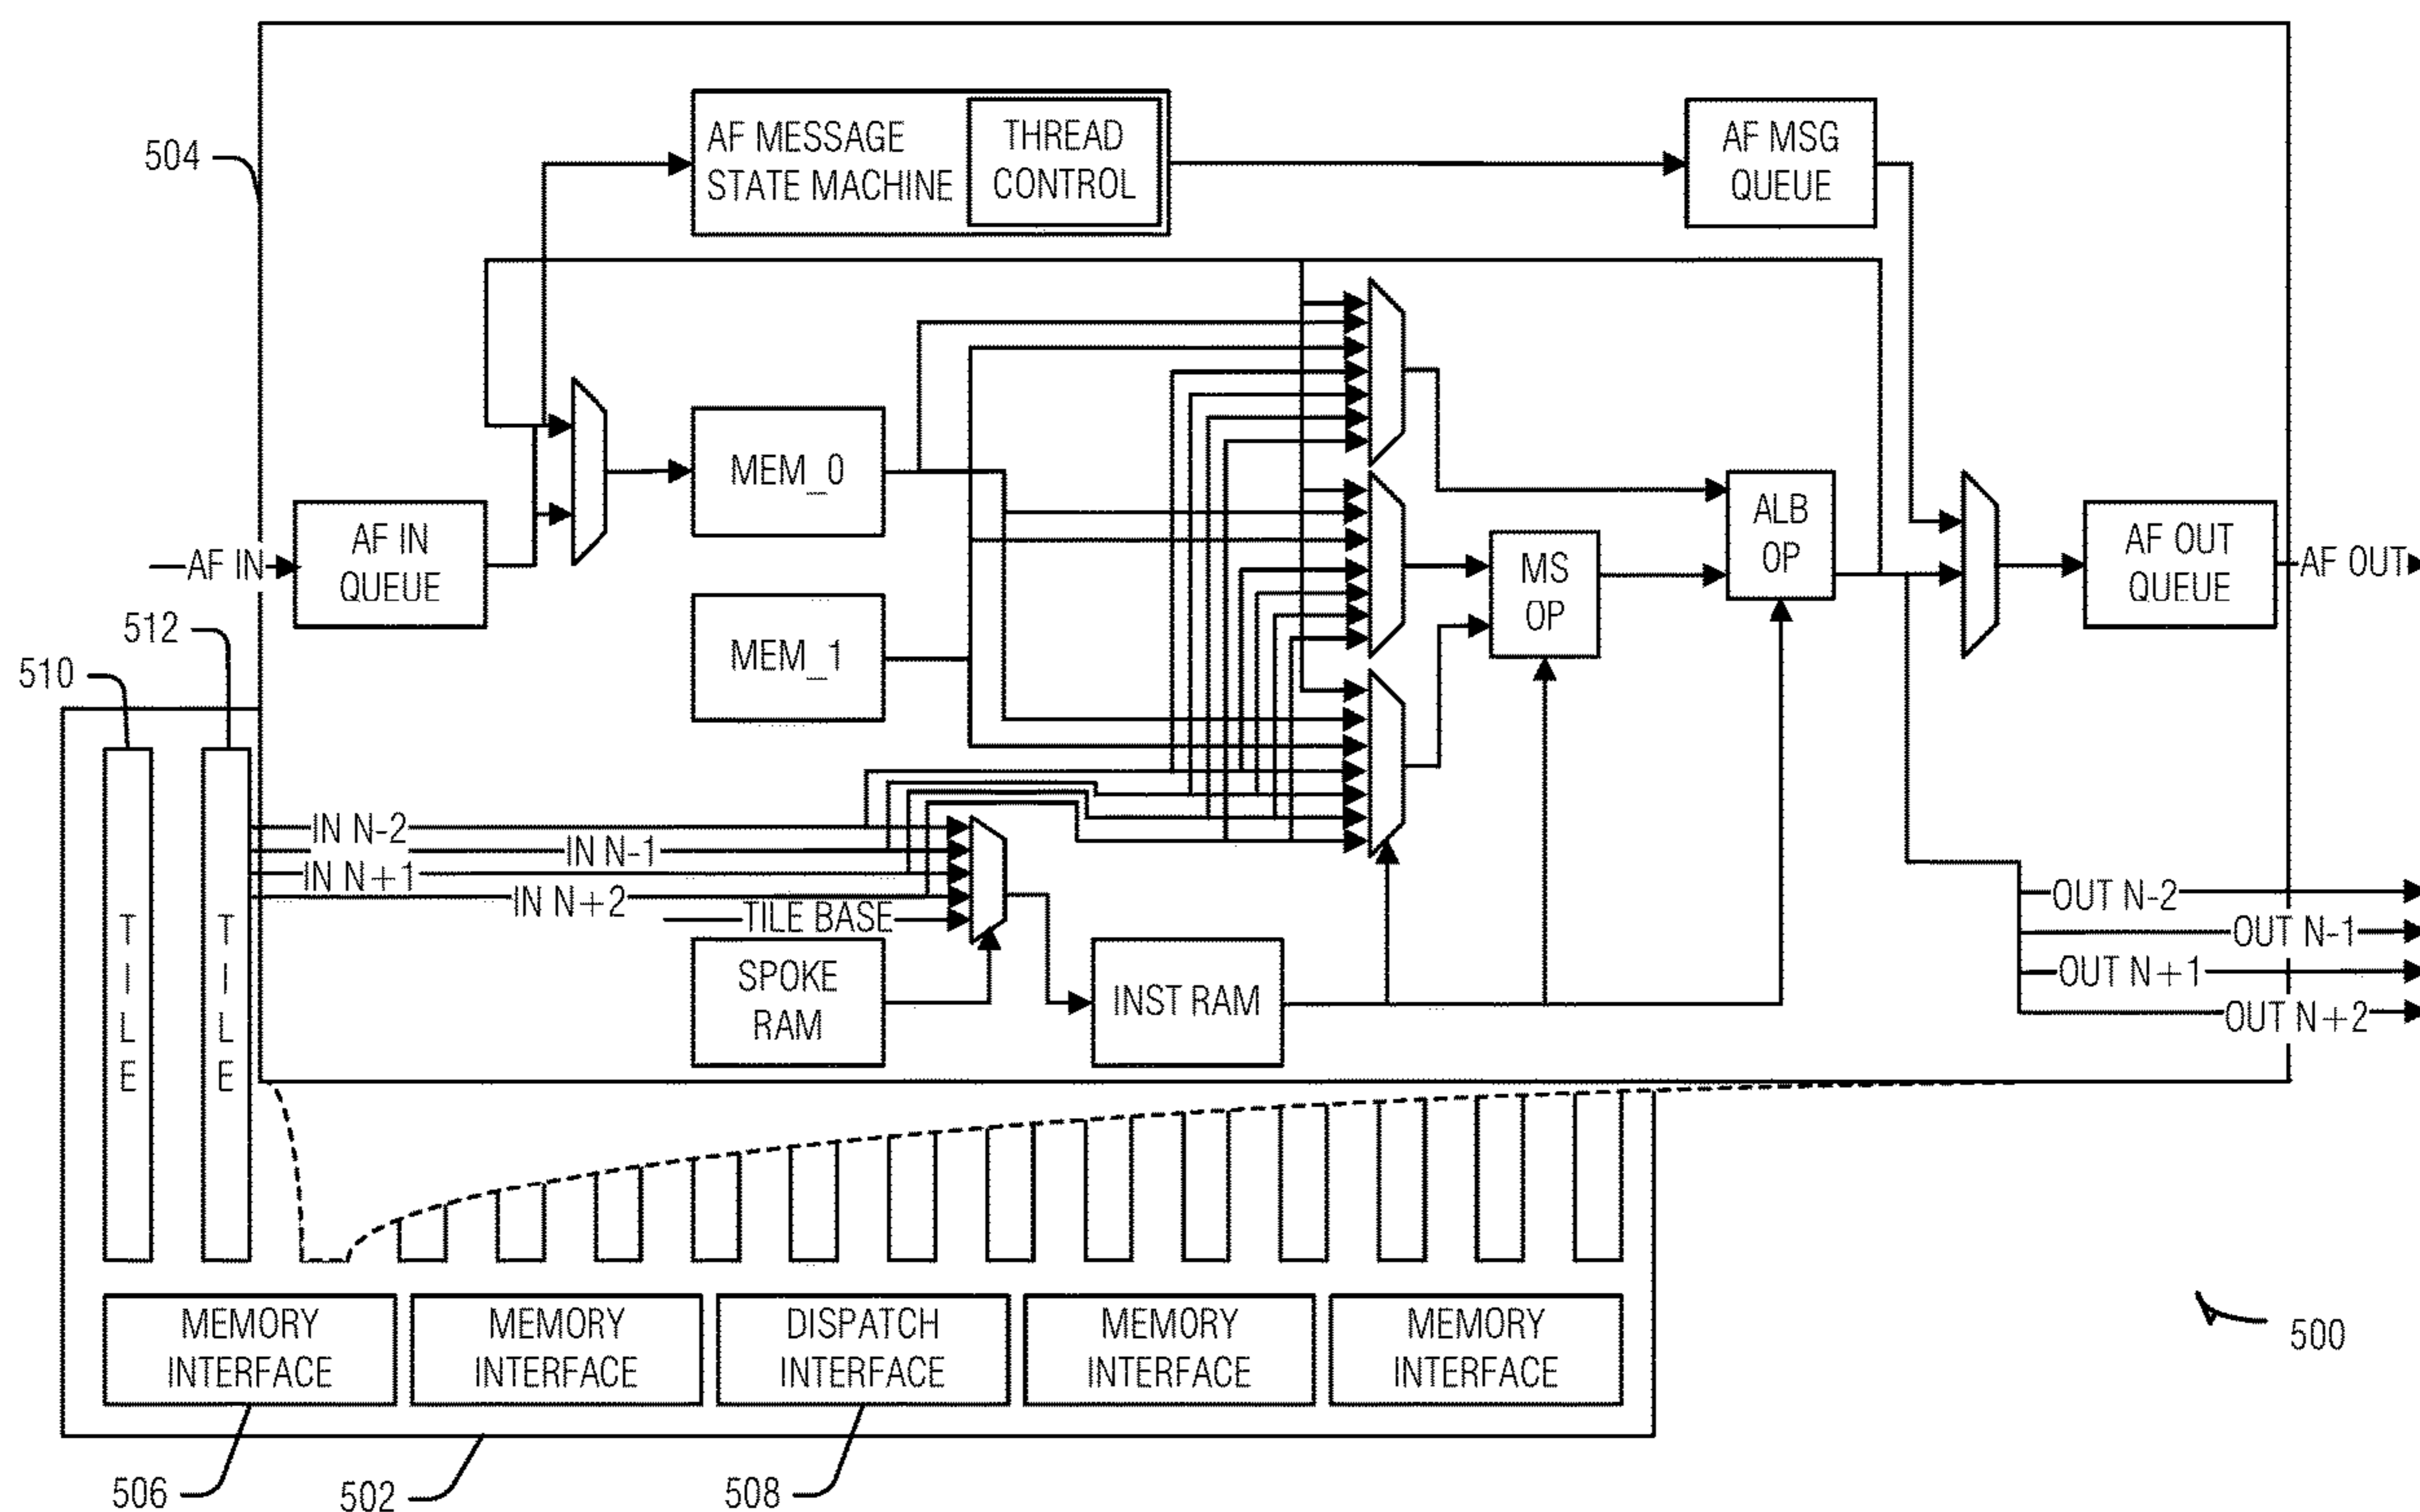 504
AF MESSAGE
STATE MACHINE
THREAD
CONTROL
AF MSG
QUEUE
MEM_0
AF IN
AF IN
QUEUE
MEM_1
MS
OP
ALB
OP
AF OUT
QUEUE
AF OUT
512
510
TILE
TILE
IN N-2
IN N-1
IN N+1
IN N+2
TILE BASE
SPOKE
RAM
INST RAM
OUT N-2
OUT N-1
OUT N+1
OUT N+2
MEMORY
INTERFACE
MEMORY
INTERFACE
DISPATCH
INTERFACE
MEMORY
INTERFACE
MEMORY
INTERFACE
500
506
502
508